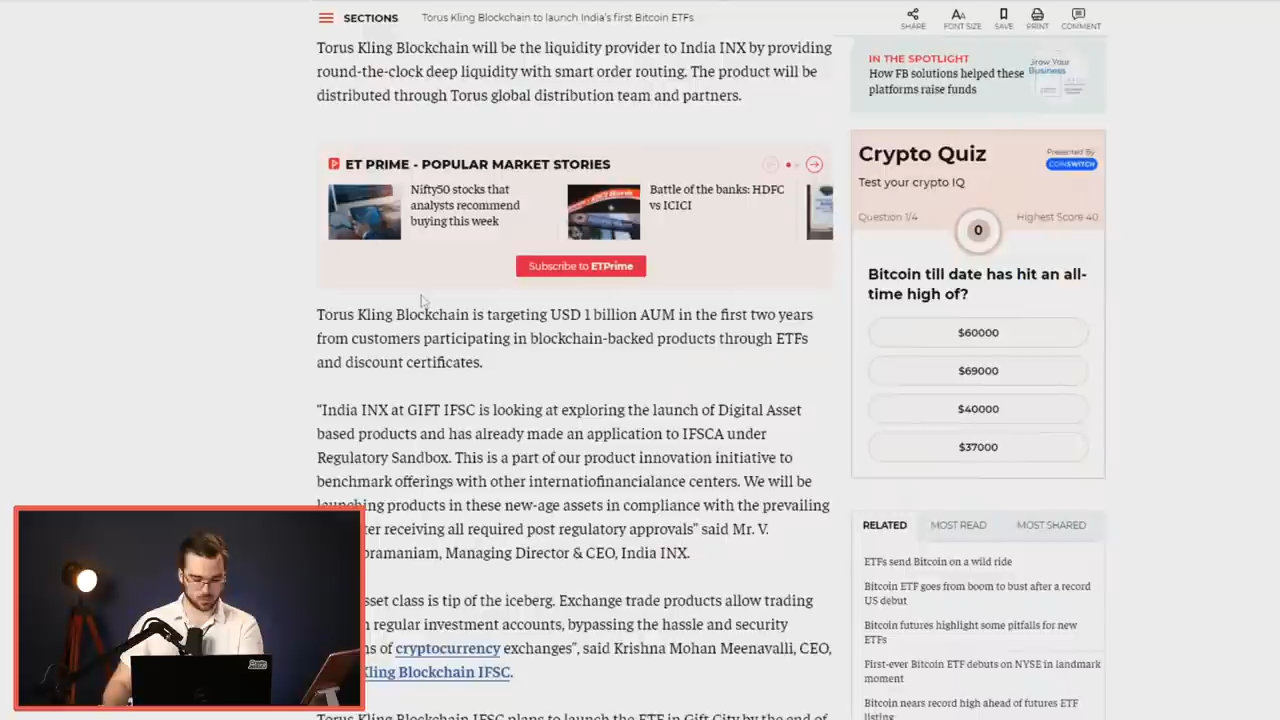 SECTIONS
Torus Kling Blockchain to launch India's first Bitcoin ETFs
SHARE
FONT SIZE
SAVE
PRINT
COMMENT
Torus Kling Blockchain will be the liquidity provider to India INX by providing
round-the-clock deep liquidity with smart order routing. The product will be
distributed through Torus global distribution team and partners.
ET PRIME - POPULAR MARKET STORIES
Nifty50 stocks that
analysts recommend
buying this week
Battle of the banks: HDFC
vs ICICI
Subscribe to ETPrime
Torus Kling Blockchain is targeting USD 1 billion AUM in the first two years
from customers participating in blockchain-backed products through ETFs
and discount certificates.
“India INX at GIFT IFSC is looking at exploring the launch of Digital Asset
based products and has already made an application to IFSCA under
Regulatory Sandbox. This is a part of our product innovation initiative to
benchmark offerings with other internatiofinancialance centers. We will be
launching products in these new-age assets in compliance with the prevailing
ter receiving all required post regulatory approvals” said Mr. V.
bramaniam, Managing Director & CEO, India INX.
sset class is tip of the iceberg. Exchange trade products allow trading
regular investment accounts, bypassing the hassle and security
ns of cryptocurrency exchanges”, said Krishna Mohan Meenavalli, CEO,
Kling Blockchain IFSC.
Torus Kling Blockchain IFSC plans to launch the ETF in Gift City by the end of
IN THE SPOTLIGHT
How FB solutions helped these
platforms raise funds
Grow Your
Business
Crypto Quiz
Presented By
COINSWITCH
Test your crypto IQ
Question 1/4
0
Highest Score 40
Bitcoin till date has hit an all-
time high of?
$60000
$69000
$40000
$37000
RELATED
MOST READ
MOST SHARED
ETFs send Bitcoin on a wild ride
Bitcoin ETF goes from boom to bust after a record
US debut
Bitcoin futures highlight some pitfalls for new
ETFs
First-ever Bitcoin ETF debuts on NYSE in landmark
moment
Bitcoin nears record high ahead of futures ETF
listing